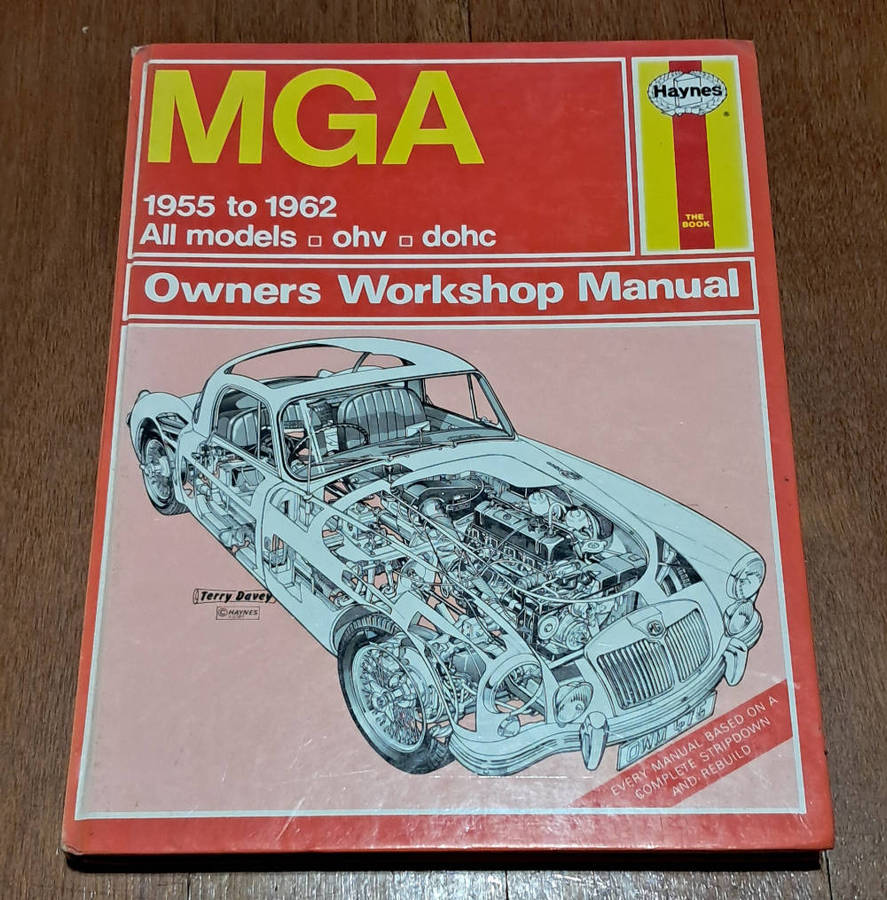 MGA
1955 to 1962
All models □ ohv □ dohc
Haynes
®
THE
BOOK
Owners Workshop Manual
Terry Davey
© HAYNES
MG
EVERY MANUAL BASED ON A
COMPLETE STRIPDOWN
AND REBUILD